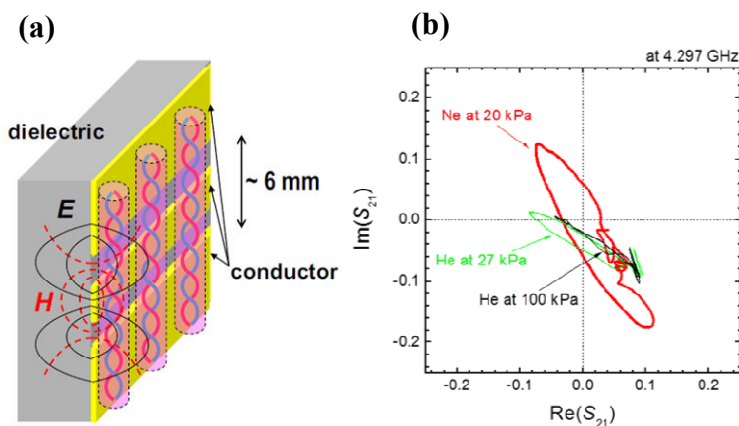 (a)
dielectric
E
H
~ 6 mm
conductor
(b)
at 4.297 GHz
Ne at 20 kPa
He at 27 kPa
He at 100 kPa
Im(S21)
0.2
0.1
0.0
-0.1
-0.2
-0.2 -0.1 0.0 0.1 0.2
Re(S21)